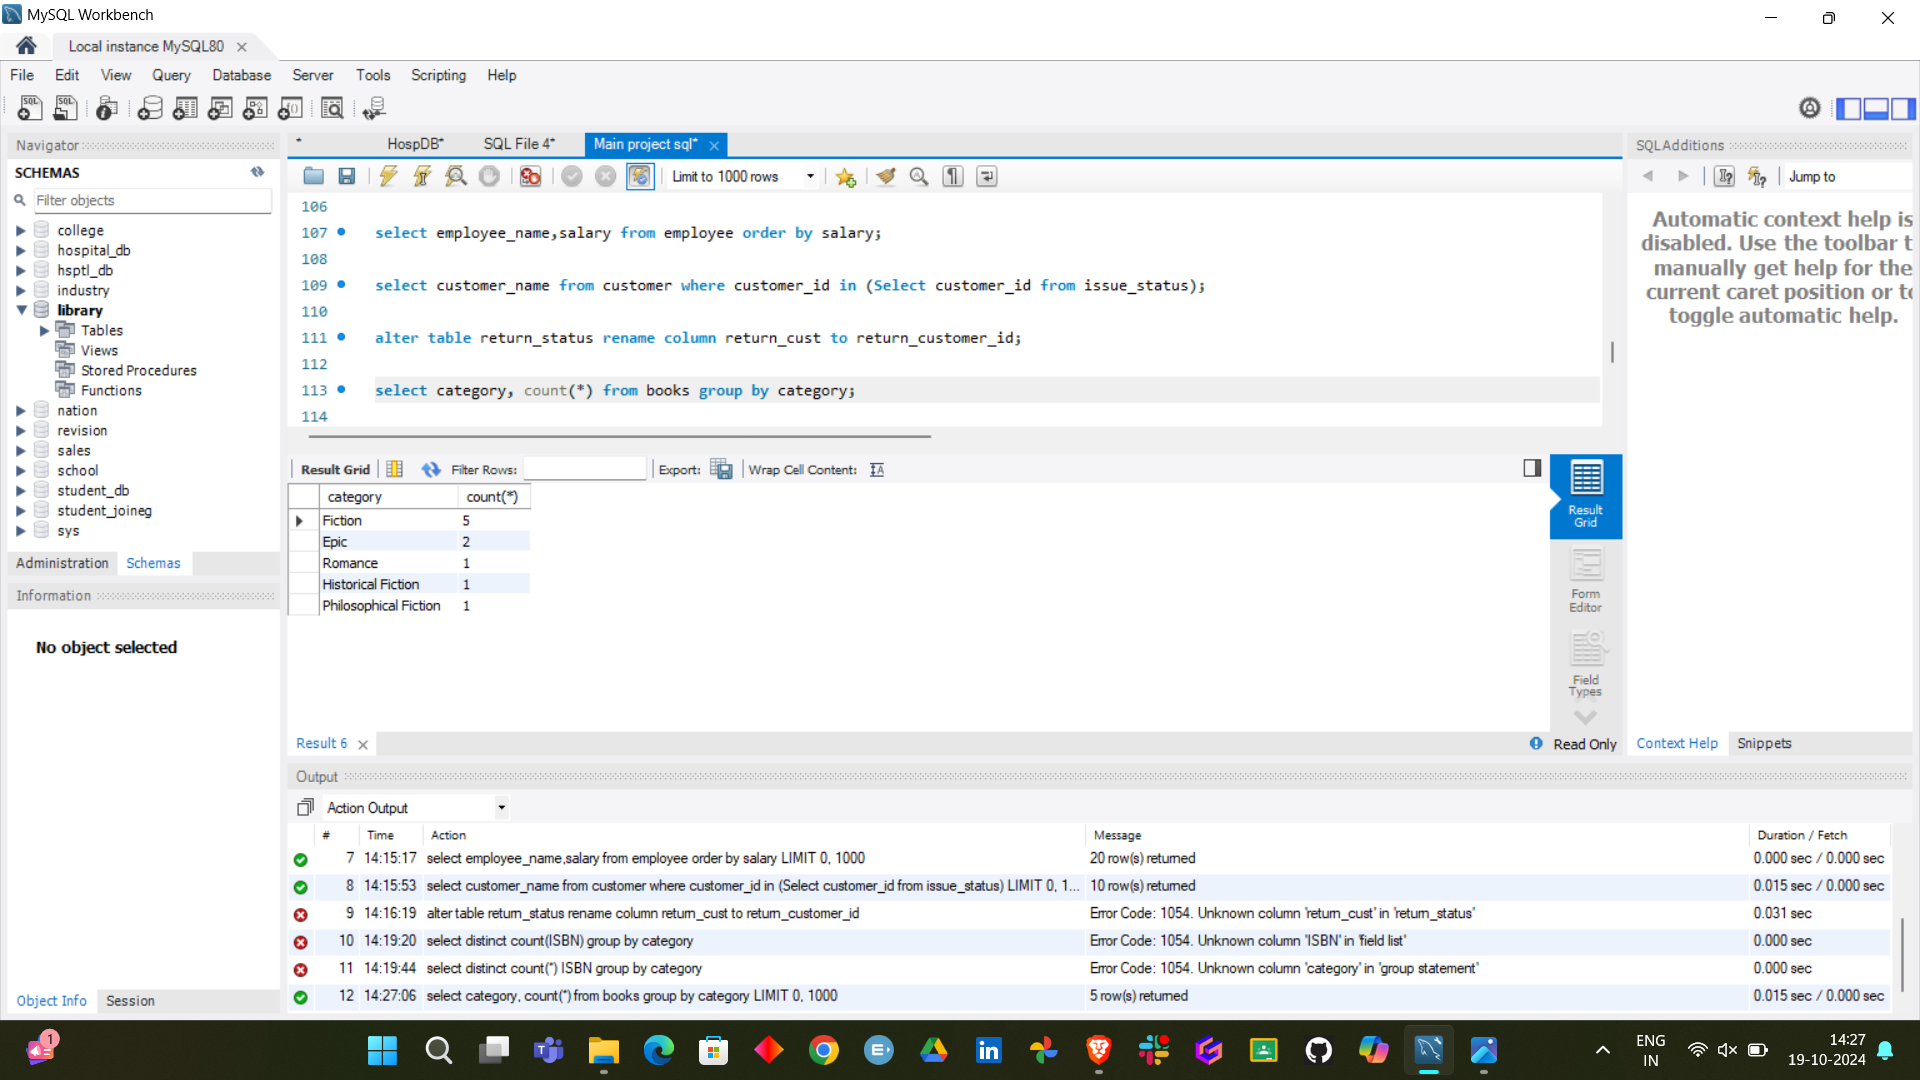 MySQL Workbench
Local instance MySQL80
File Edit View Query Database Server Tools Scripting Help
Navigator
SCHEMAS
Filter objects
college
hospital_db
hsptl_db
industry
library
Tables
Views
Stored Procedures
Functions
nation
revision
sales
school
student_db
student_joineg
sys
Administration Schemas
Information
No object selected
Object Info Session
* HospDB* SQL File 4* Main project sql*
Limit to 1000 rows
106
107 select employee_name,salary from employee order by salary;
108
109 select customer_name from customer where customer_id in (Select customer_id from issue_status);
110
111 alter table return_status rename column return_cust to return_customer_id;
112
113 select category, count(*) from books group by category;
114
Result Grid Filter Rows: Export: Wrap Cell Content:
category count(*)
Fiction 5
Epic 2
Romance 1
Historical Fiction 1
Philosophical Fiction 1
Result Grid
Form Editor
Field Types
Result 6 Read Only
SQLAdditions
Jump to
Automatic context help is
disabled. Use the toolbar t
manually get help for the
current caret position or to
toggle automatic help.
Context Help Snippets
Output
Action Output
# Time Action Message Duration / Fetch
7 14:15:17 select employee_name,salary from employee order by salary LIMIT 0, 1000 20 row(s) returned 0.000 sec / 0.000 sec
8 14:15:53 select customer_name from customer where customer_id in (Select customer_id from issue_status) LIMIT 0, 1... 10 row(s) returned 0.015 sec / 0.000 sec
9 14:16:19 alter table return_status rename column return_cust to return_customer_id Error Code: 1054. Unknown column 'return_cust' in 'return_status' 0.031 sec
10 14:19:20 select distinct count(ISBN) group by category Error Code: 1054. Unknown column 'ISBN' in 'field list' 0.000 sec
11 14:19:44 select distinct count(*) ISBN group by category Error Code: 1054. Unknown column 'category' in 'group statement' 0.000 sec
12 14:27:06 select category, count(*) from books group by category LIMIT 0, 1000 5 row(s) returned 0.015 sec / 0.000 sec
1
ENG
IN
14:27
19-10-2024